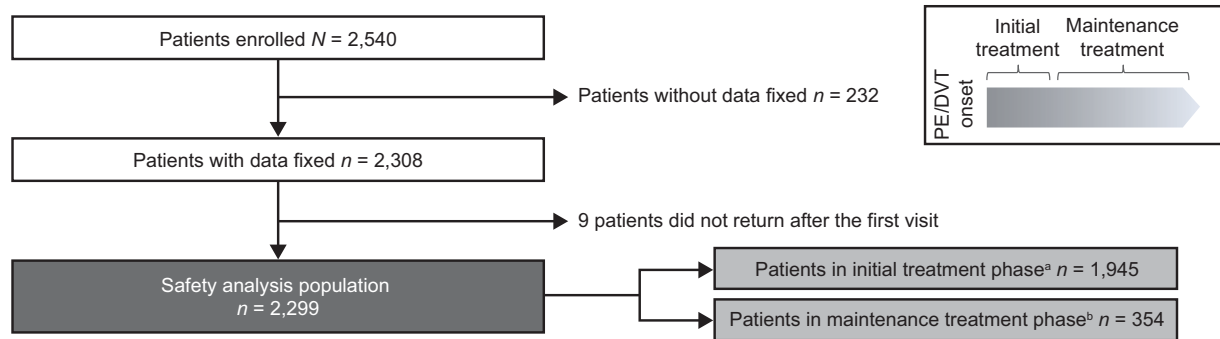 Patients enrolled N = 2,540
Patients without data fixed n = 232
Patients with data fixed n = 2,308
9 patients did not return after the first visit
Safety analysis population
n = 2,299
Patients in initial treatment phaseᵃ n = 1,945
Patients in maintenance treatment phaseᵇ n = 354
Initial
treatment
Maintenance
treatment
PE/DVT
onset